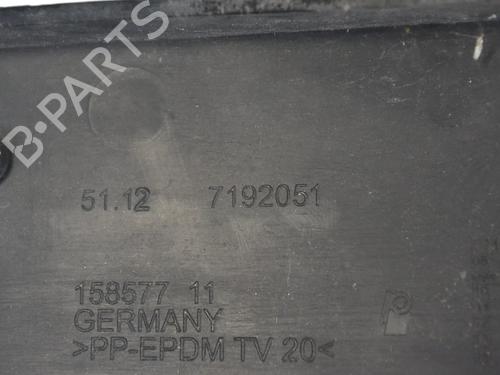 B-PARTS
51.12 7192051
158577 11
GERMANY
>PP-EPDM TV 20<